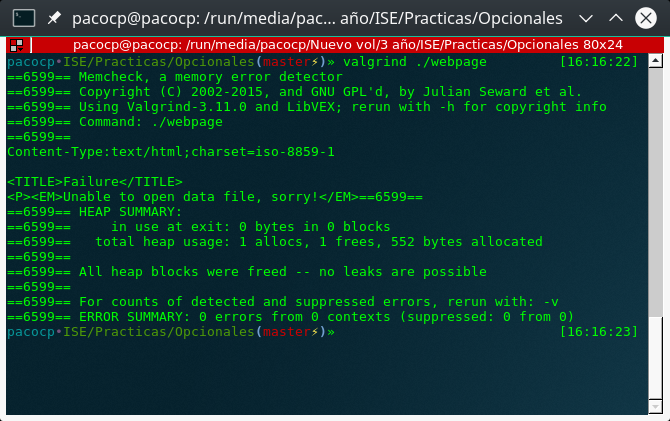 pacocp@pacocp: /run/media/pac... año/ISE/Practicas/Opcionales
pacocp@pacocp: /run/media/pacocp/Nuevo vol/3 año/ISE/Practicas/Opcionales 80x24
pacocp•ISE/Practicas/Opcionales(master⚡)» valgrind ./webpage [16:16:22]
==6599== Memcheck, a memory error detector
==6599== Copyright (C) 2002-2015, and GNU GPL'd, by Julian Seward et al.
==6599== Using Valgrind-3.11.0 and LibVEX; rerun with -h for copyright info
==6599== Command: ./webpage
==6599==
Content-Type:text/html;charset=iso-8859-1
<TITLE>Failure</TITLE>
<P><EM>Unable to open data file, sorry!</EM>==6599==
==6599== HEAP SUMMARY:
==6599==     in use at exit: 0 bytes in 0 blocks
==6599==   total heap usage: 1 allocs, 1 frees, 552 bytes allocated
==6599==
==6599== All heap blocks were freed -- no leaks are possible
==6599==
==6599== For counts of detected and suppressed errors, rerun with: -v
==6599== ERROR SUMMARY: 0 errors from 0 contexts (suppressed: 0 from 0)
pacocp•ISE/Practicas/Opcionales(master⚡)» [16:16:23]